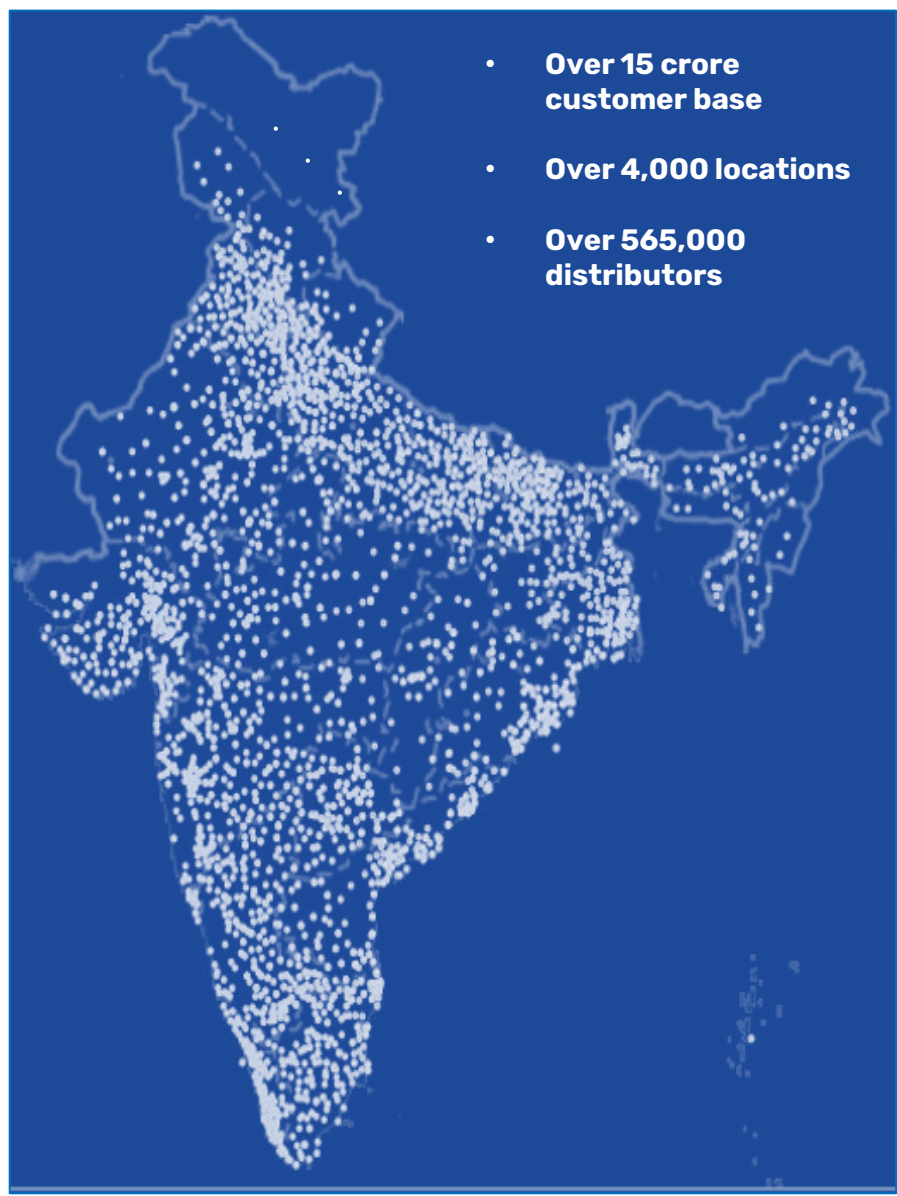 • Over 15 crore
customer base
• Over 4,000 locations
• Over 565,000
distributors